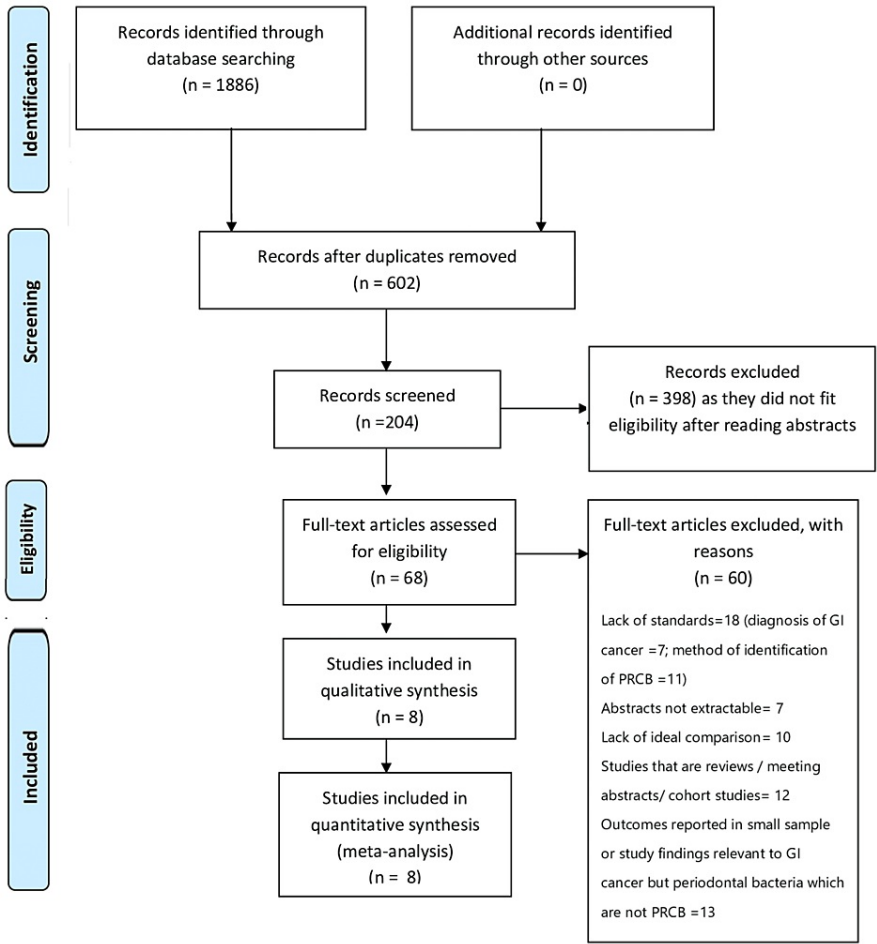 Identification
Records identified through
database searching
(n = 1886)
Additional records identified
through other sources
(n = 0)
Screening
Records after duplicates removed
(n = 602)
Records screened
(n =204)
Records excluded
(n = 398) as they did not fit
eligibility after reading abstracts
Eligibility
Full-text articles assessed
for eligibility
(n = 68)
Full-text articles excluded, with
reasons
(n = 60)
Lack of standards=18 (diagnosis of GI
cancer =7; method of identification
of PRCB =11)
Abstracts not extractable= 7
Lack of ideal comparison= 10
Studies that are reviews / meeting
abstracts/ cohort studies= 12
Outcomes reported in small sample
or study findings relevant to GI
cancer but periodontal bacteria which
are not PRCB =13
Included
Studies included in
qualitative synthesis
(n = 8)
Studies included in
quantitative synthesis
(meta-analysis)
(n = 8)